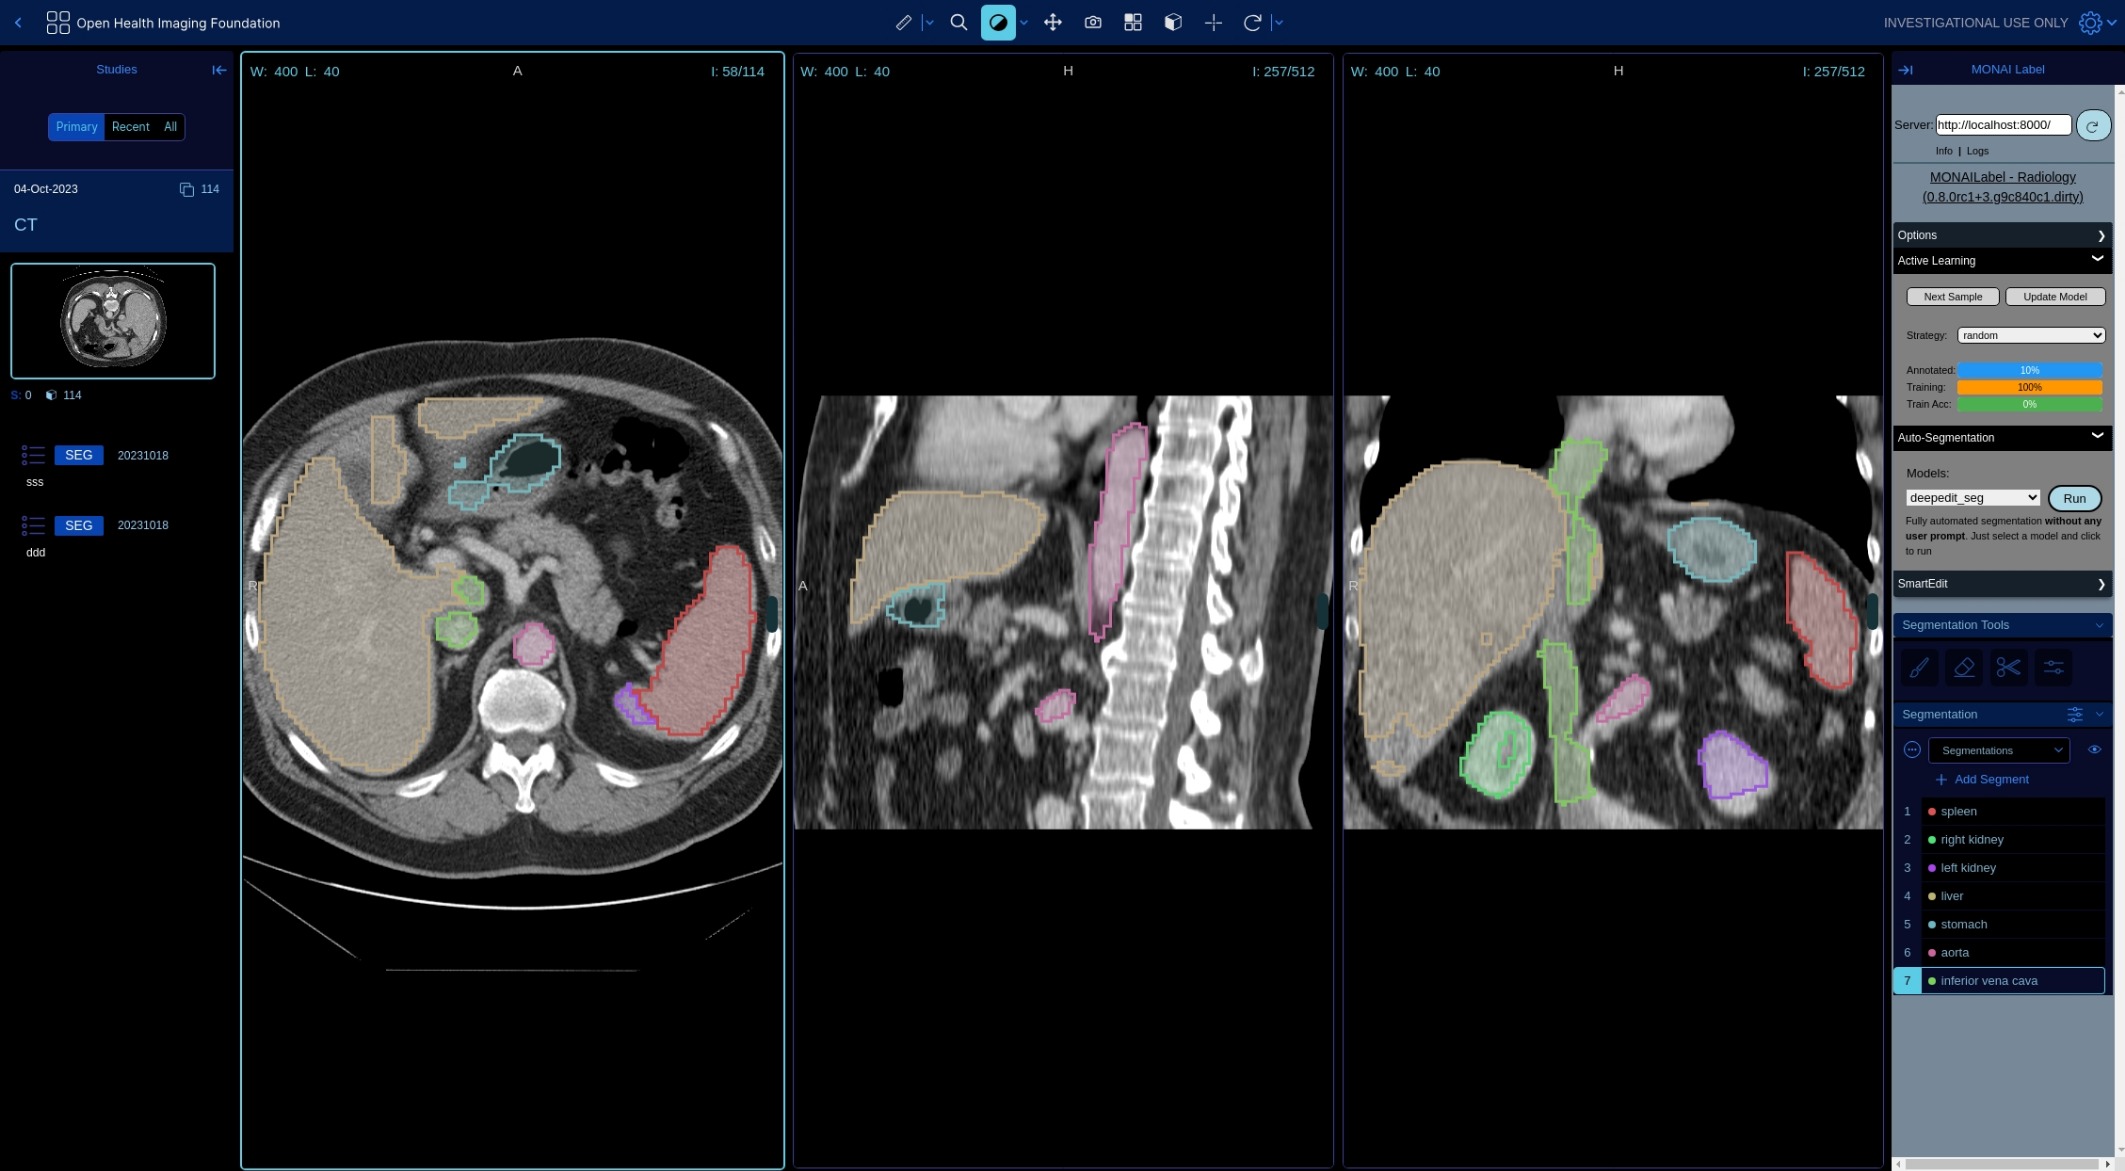 Open Health Imaging Foundation
INVESTIGATIONAL USE ONLY
Studies
Primary Recent All
04-Oct-2023 114
CT
S: 0 114
SEG 20231018
sss
SEG 20231018
ddd
W: 400 L: 40 A I: 58/114
R
W: 400 L: 40 H I: 257/512
A
W: 400 L: 40 H I: 257/512
R
MONAI Label
Server: http://localhost:8000/
Info | Logs
MONAILabel - Radiology
(0.8.0rc1+3.g9c840c1.dirty)
Options
Active Learning
Next Sample Update Model
Strategy: random
Annotated: 10%
Training: 100%
Train Acc: 0%
Auto-Segmentation
Models:
deepedit_seg Run
Fully automated segmentation without any
user prompt. Just select a model and click
to run
SmartEdit
Segmentation Tools
Segmentation
Segmentations
Add Segment
1 spleen
2 right kidney
3 left kidney
4 liver
5 stomach
6 aorta
7 inferior vena cava